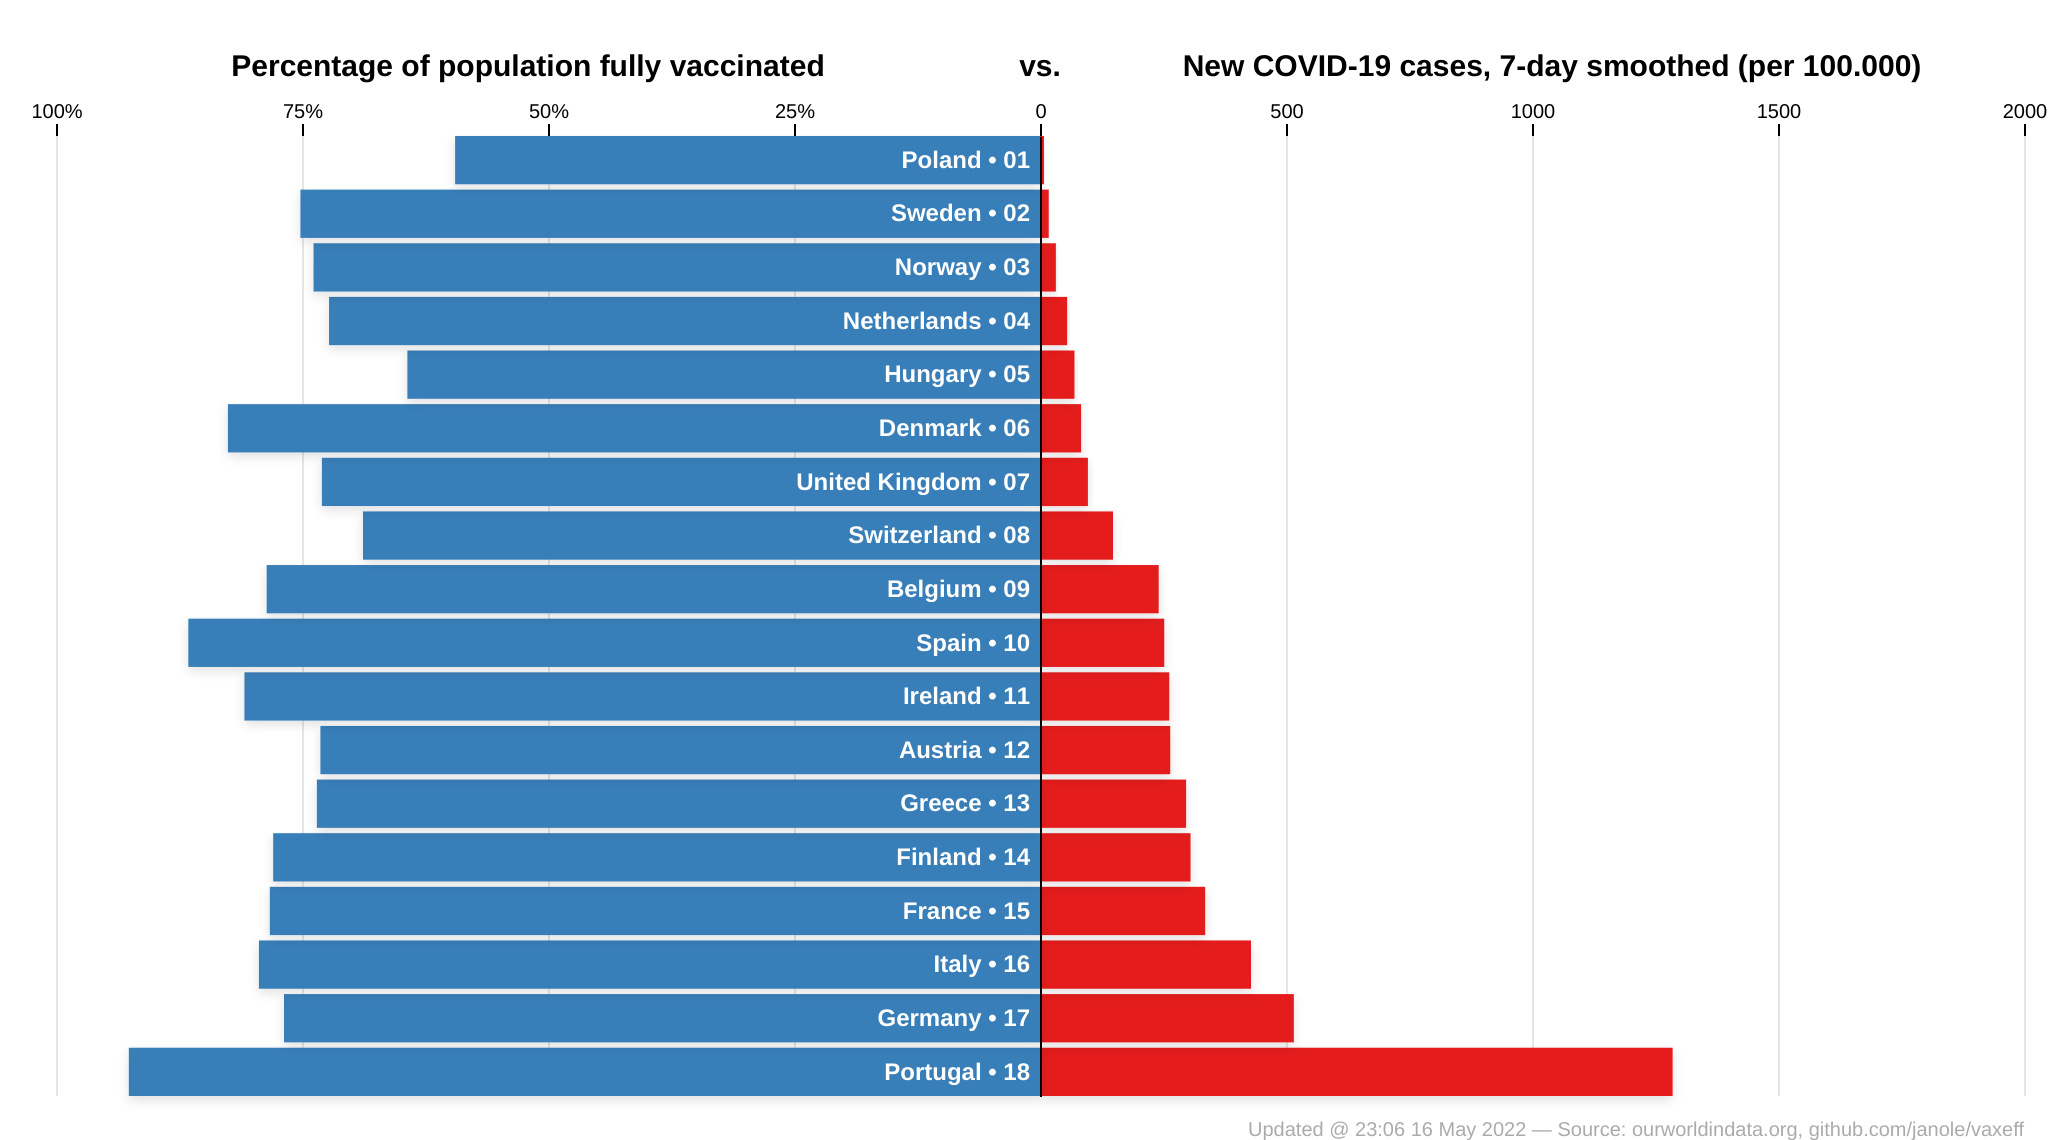 Percentage of population fully vaccinated vs. New COVID-19 cases, 7-day smoothed (per 100.000)
100% 75% 50% 25% 0 500 1000 1500 2000
Poland • 01
Sweden • 02
Norway • 03
Netherlands • 04
Hungary • 05
Denmark • 06
United Kingdom • 07
Switzerland • 08
Belgium • 09
Spain • 10
Ireland • 11
Austria • 12
Greece • 13
Finland • 14
France • 15
Italy • 16
Germany • 17
Portugal • 18
Updated @ 23:06 16 May 2022 — Source: ourworldindata.org, github.com/janole/vaxeff